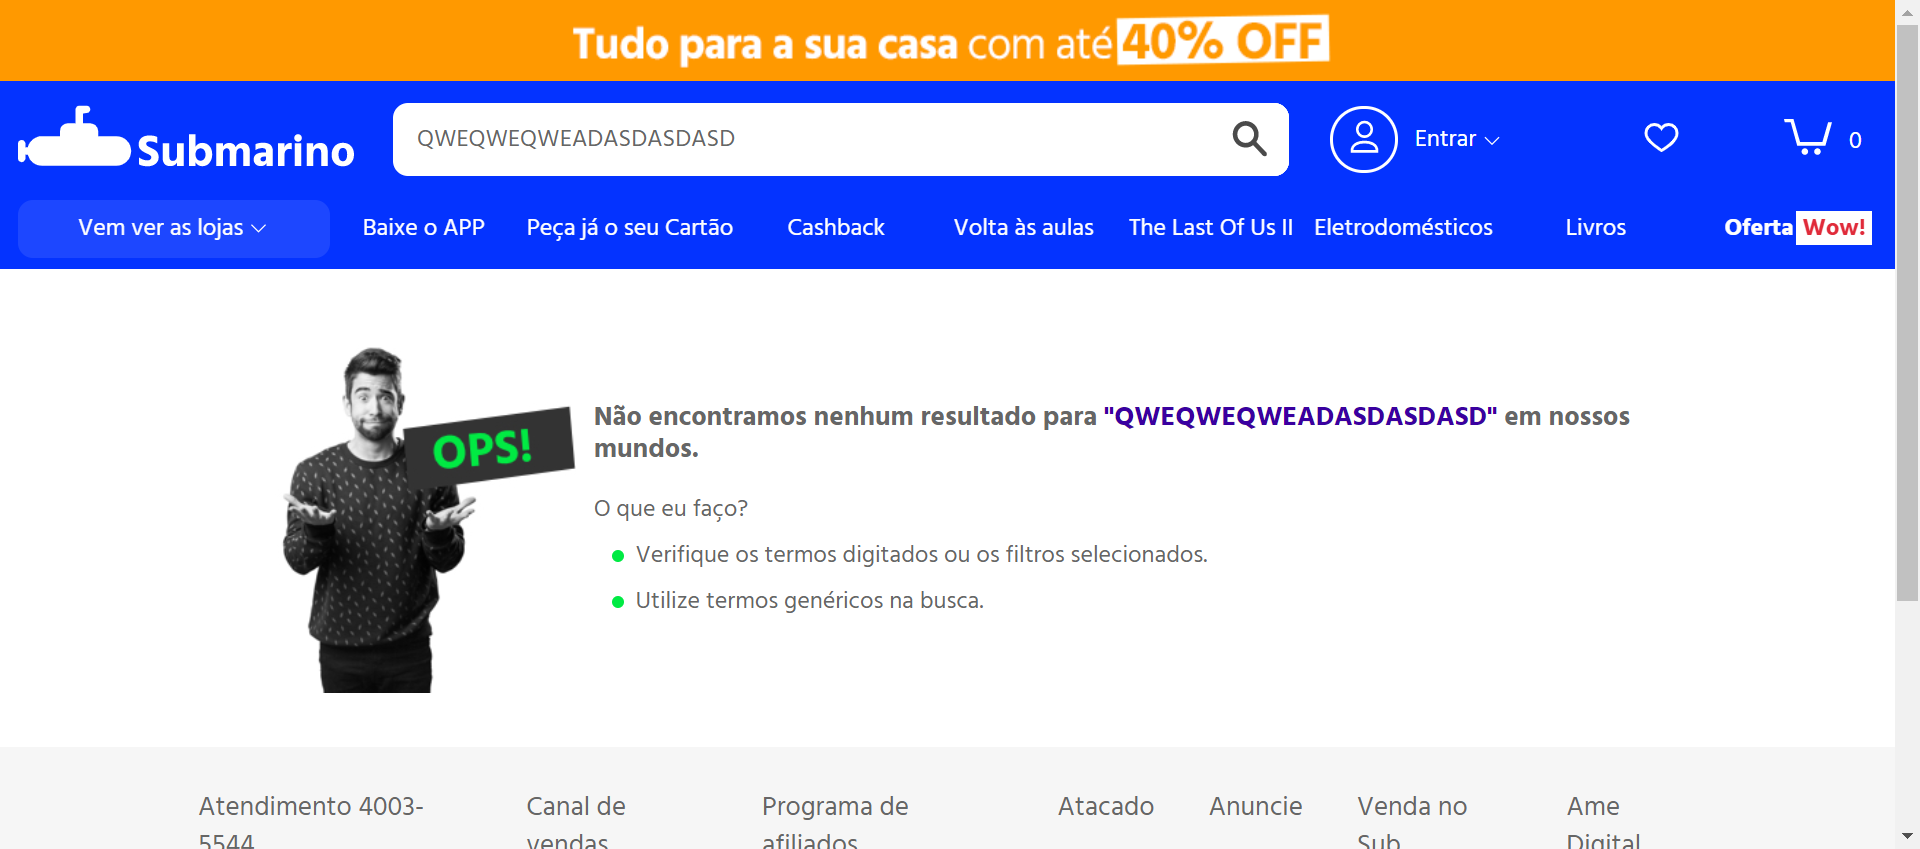 Tudo para a sua casa com até 40% OFF
Submarino
QWEQWEQWEADASDASDASD
Entrar
0
Vem ver as lojas
Baixe o APP
Peça já o seu Cartão
Cashback
Volta às aulas
The Last Of Us II
Eletrodomésticos
Livros
Oferta Wow!
OPS!
Não encontramos nenhum resultado para "QWEQWEQWEADASDASDASD" em nossos
mundos.
O que eu faço?
Verifique os termos digitados ou os filtros selecionados.
Utilize termos genéricos na busca.
Atendimento 4003-
5544
Canal de
vendas
Programa de
afiliados
Atacado
Anuncie
Venda no
Sub
Ame
Digital